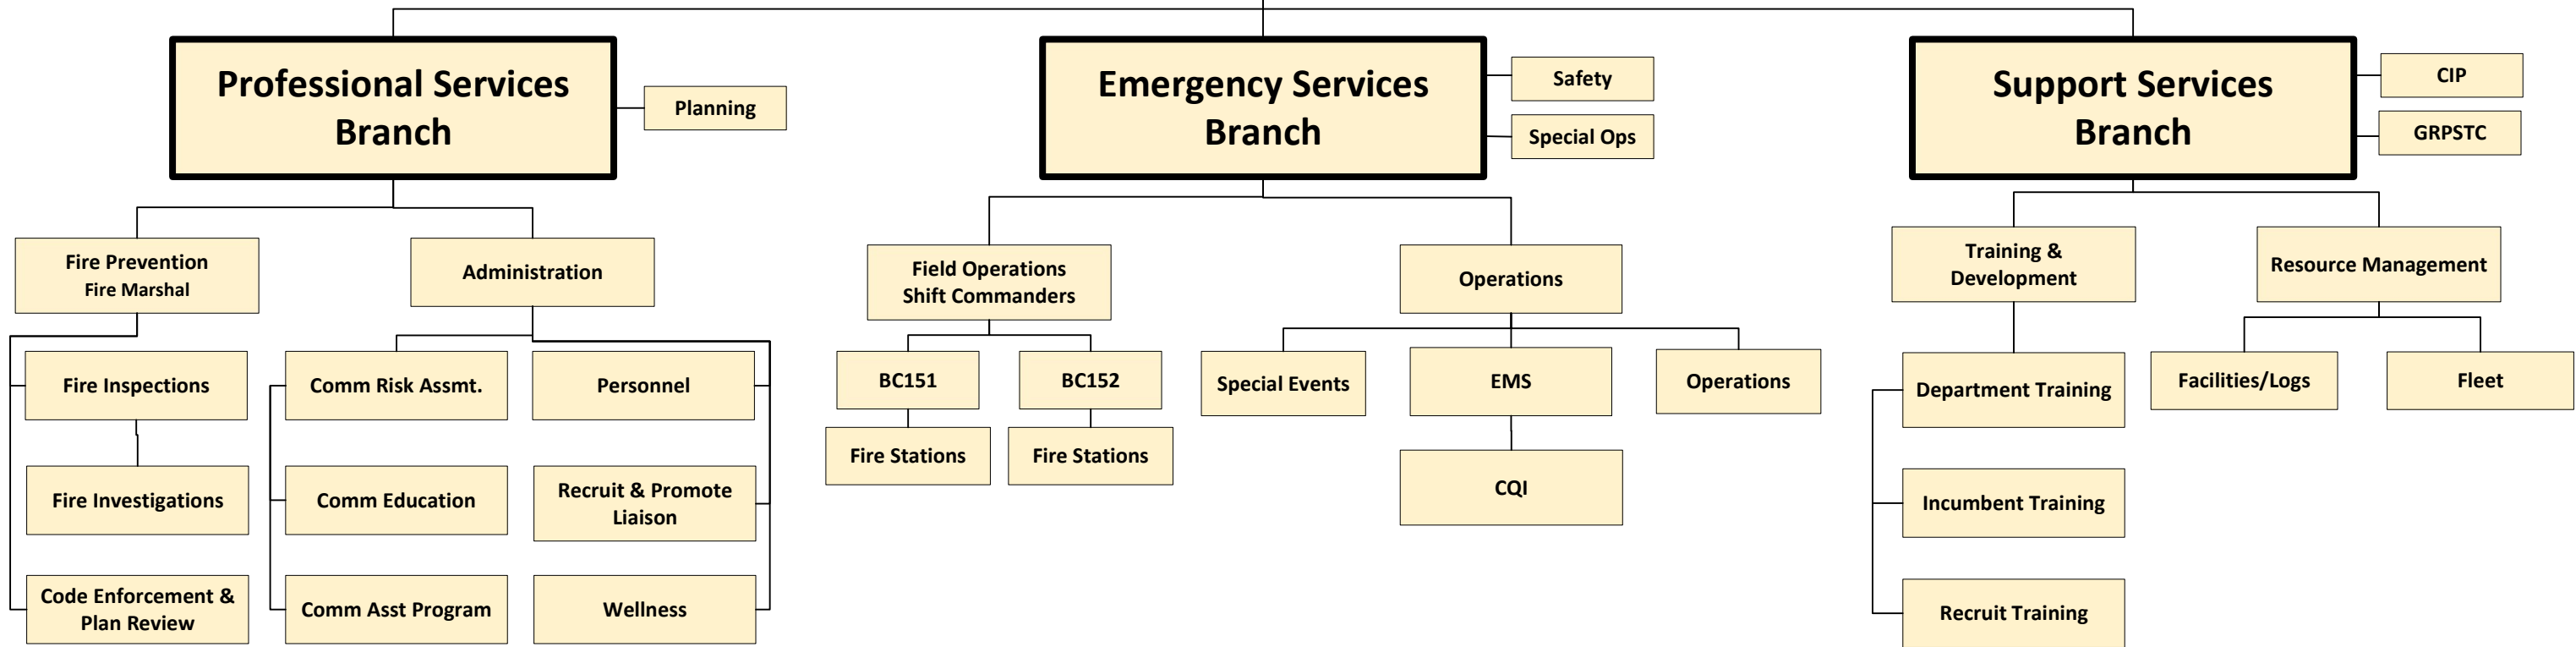 Professional Services
Branch
Planning
Emergency Services
Branch
Safety
Special Ops
Support Services
Branch
CIP
GRPSTC
Fire Prevention
Fire Marshal
Administration
Fire Inspections
Fire Investigations
Code Enforcement &
Plan Review
Comm Risk Assmt.
Comm Education
Comm Asst Program
Personnel
Recruit & Promote
Liaison
Wellness
Field Operations
Shift Commanders
Operations
BC151
BC152
Fire Stations
Fire Stations
Special Events
EMS
Operations
CQI
Training &
Development
Resource Management
Department Training
Incumbent Training
Recruit Training
Facilities/Logs
Fleet